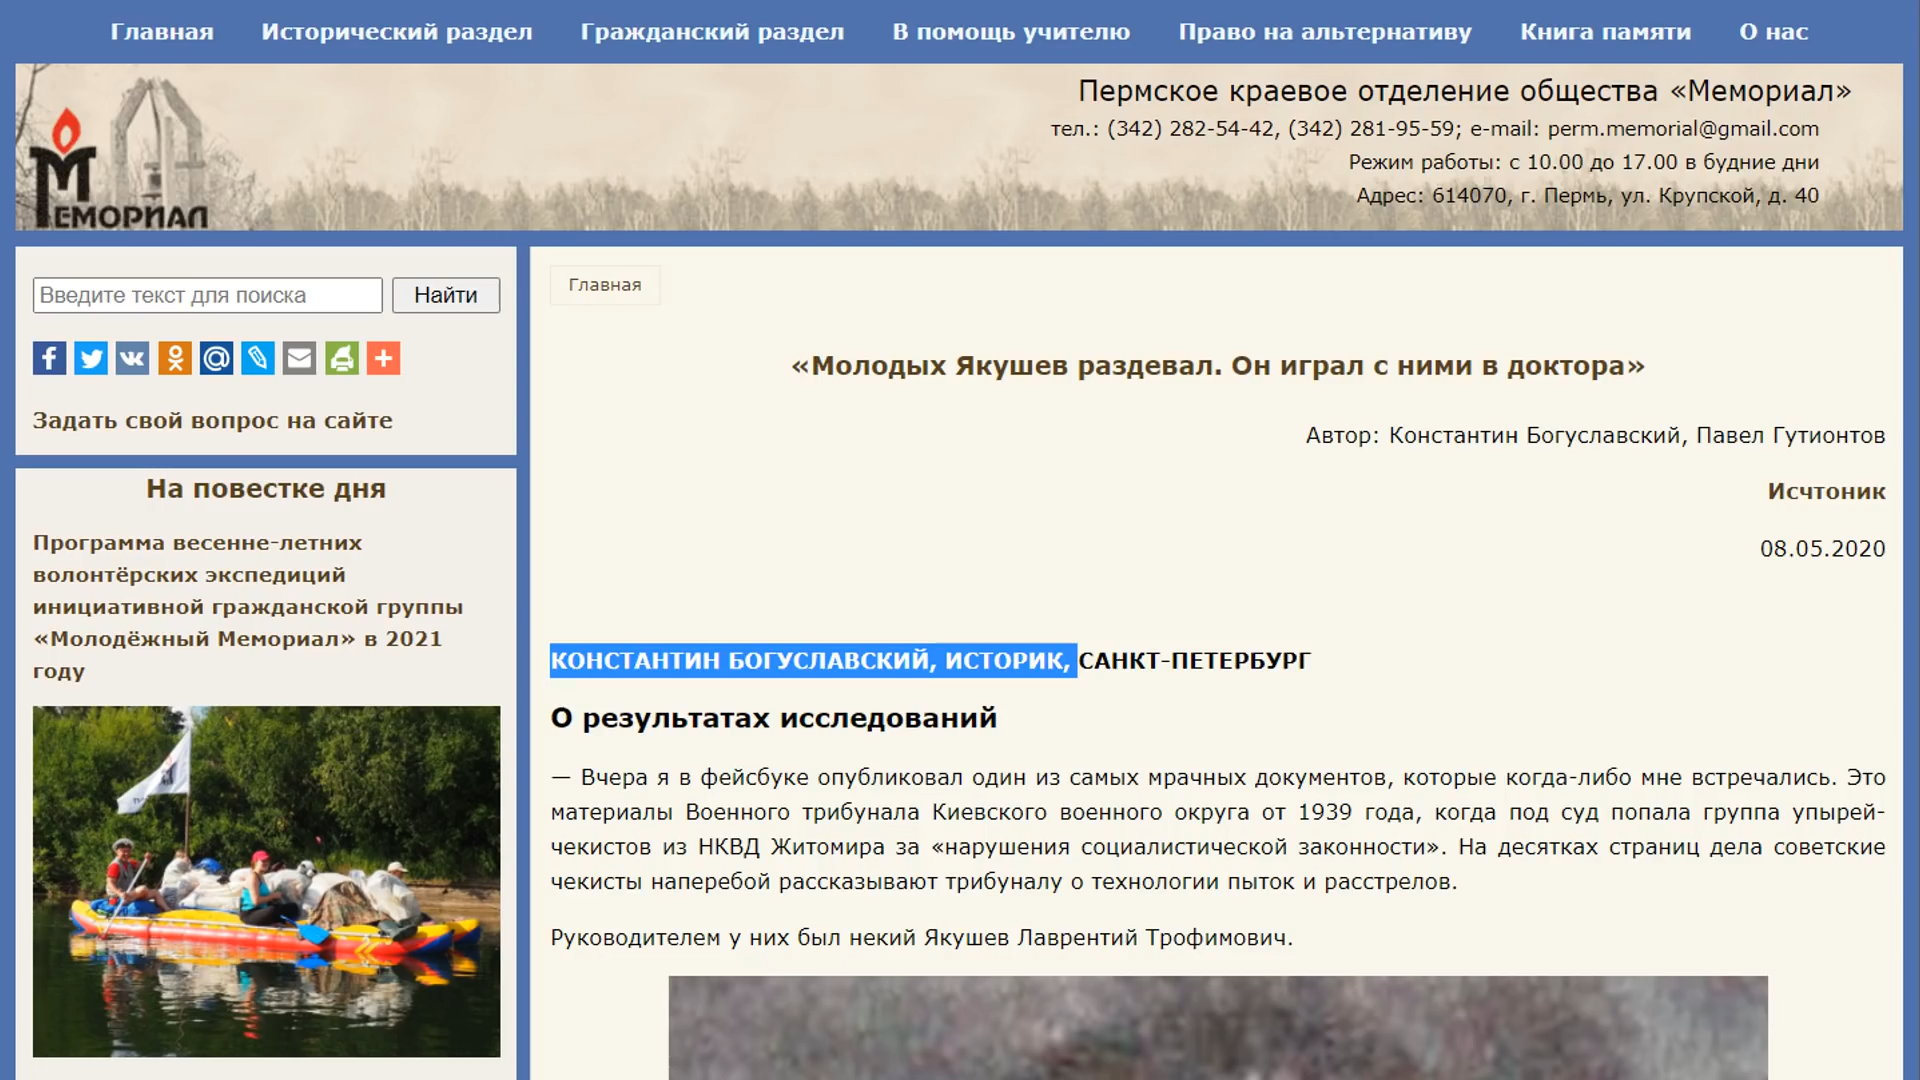 Главная Исторический раздел Гражданский раздел В помощь учителю Право на альтернативу Книга памяти О нас
МЕМОРИАЛ
Пермское краевое отделение общества «Мемориал»
тел.: (342) 282-54-42, (342) 281-95-59; e-mail: perm.memorial@gmail.com
Режим работы: с 10.00 до 17.00 в будние дни
Адрес: 614070, г. Пермь, ул. Крупской, д. 40
Введите текст для поиска Найти
Задать свой вопрос на сайте
На повестке дня
Программа весенне-летних
волонтёрских экспедиций
инициативной гражданской группы
«Молодёжный Мемориал» в 2021
году
Главная
«Молодых Якушев раздевал. Он играл с ними в доктора»
Автор: Константин Богуславский, Павел Гутионтов
Исчтоник
08.05.2020
КОНСТАНТИН БОГУСЛАВСКИЙ, ИСТОРИК, САНКТ-ПЕТЕРБУРГ
О результатах исследований
— Вчера я в фейсбуке опубликовал один из самых мрачных документов, которые когда-либо мне встречались. Это
материалы Военного трибунала Киевского военного округа от 1939 года, когда под суд попала группа упырей-
чекистов из НКВД Житомира за «нарушения социалистической законности». На десятках страниц дела советские
чекисты наперебой рассказывают трибуналу о технологии пыток и расстрелов.
Руководителем у них был некий Якушев Лаврентий Трофимович.